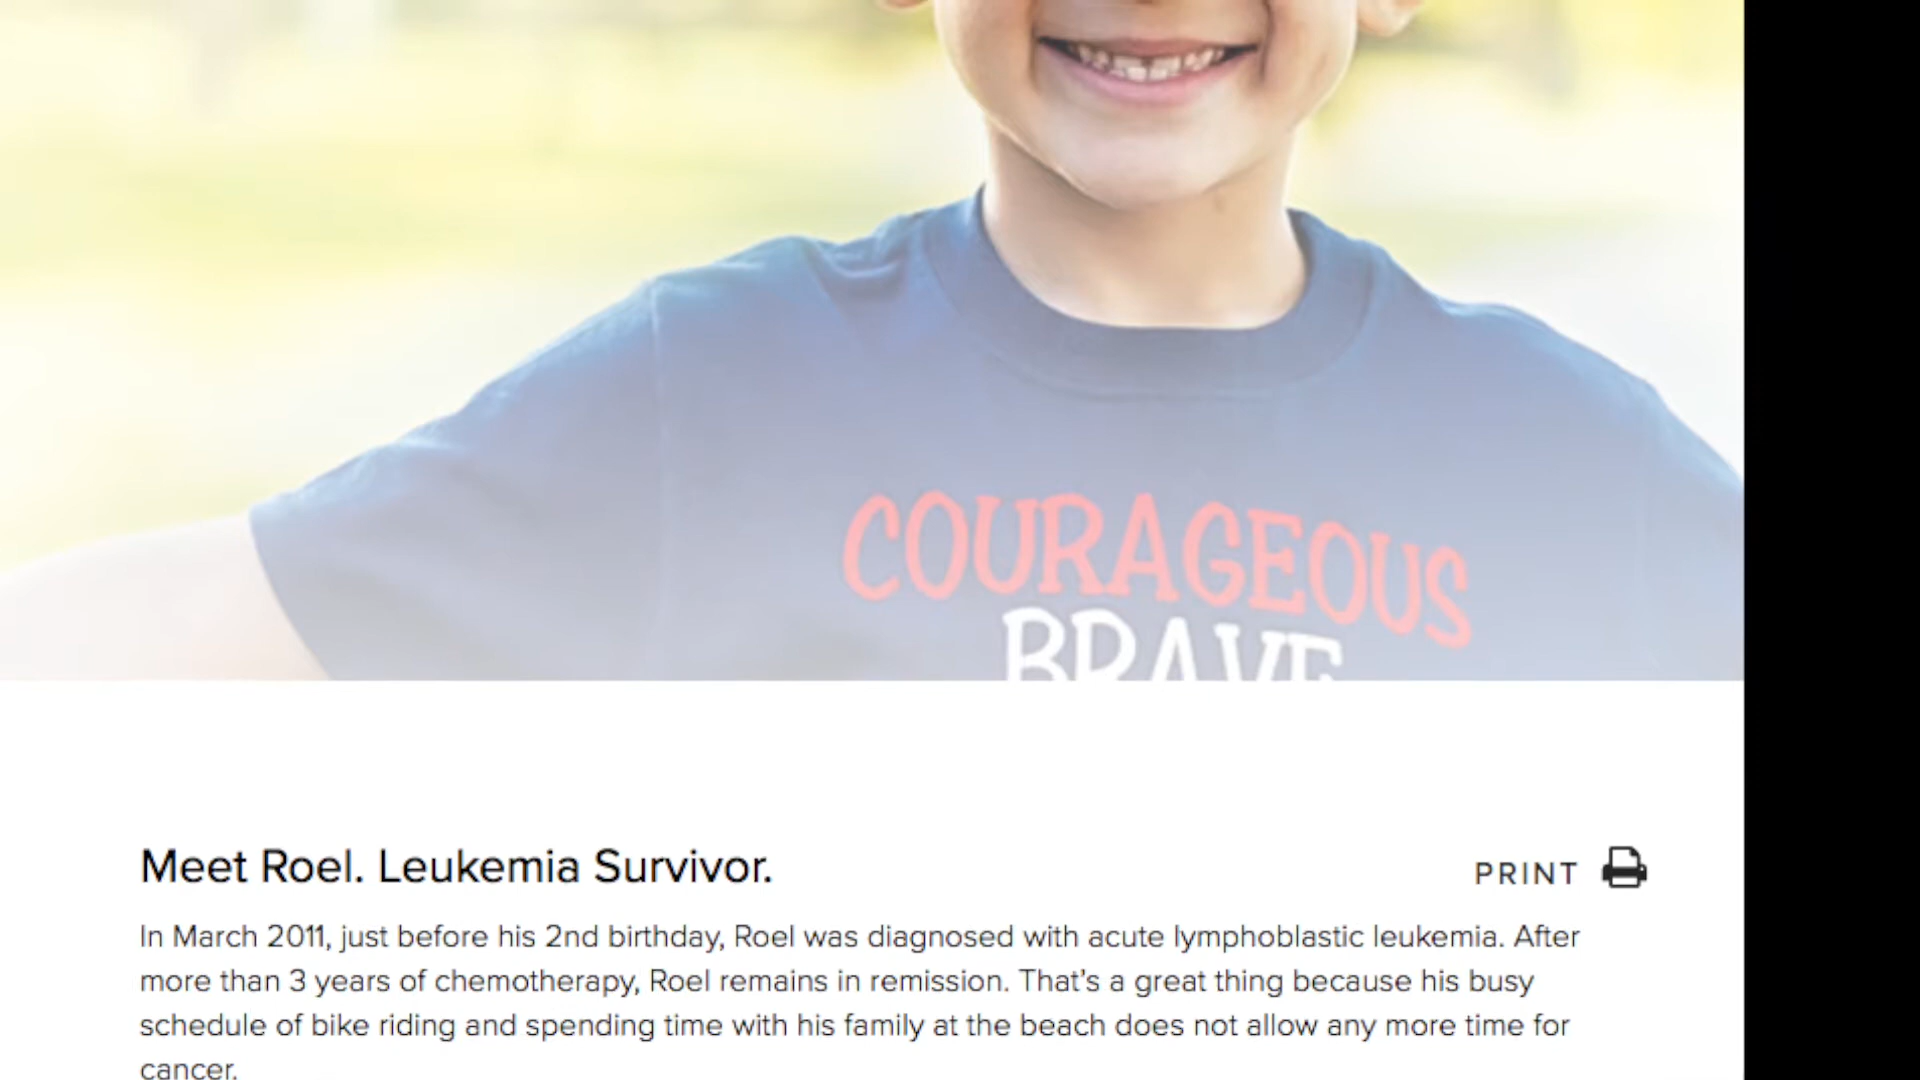 COURAGEOUS
BRAVE
Meet Roel. Leukemia Survivor.
PRINT
In March 2011, just before his 2nd birthday, Roel was diagnosed with acute lymphoblastic leukemia. After
more than 3 years of chemotherapy, Roel remains in remission. That's a great thing because his busy
schedule of bike riding and spending time with his family at the beach does not allow any more time for
cancer.